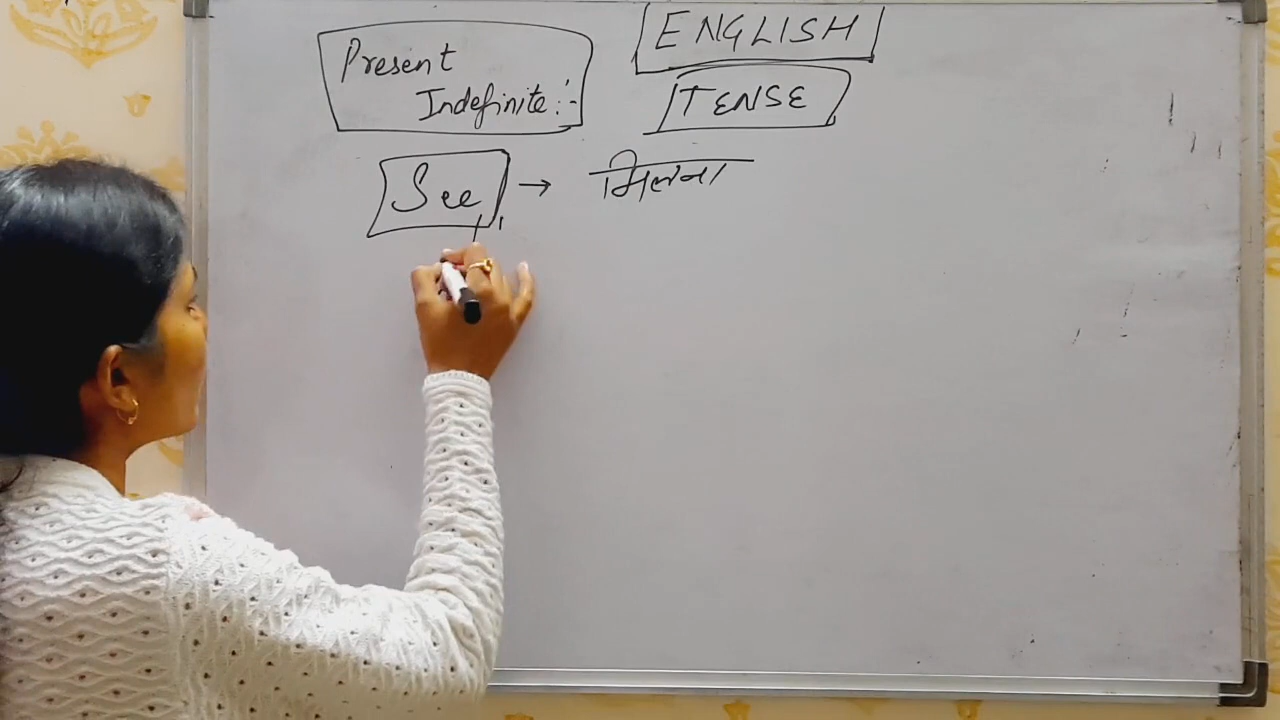 ENGLISH
Present
Indefinite :-
TENSE
See → मिलना